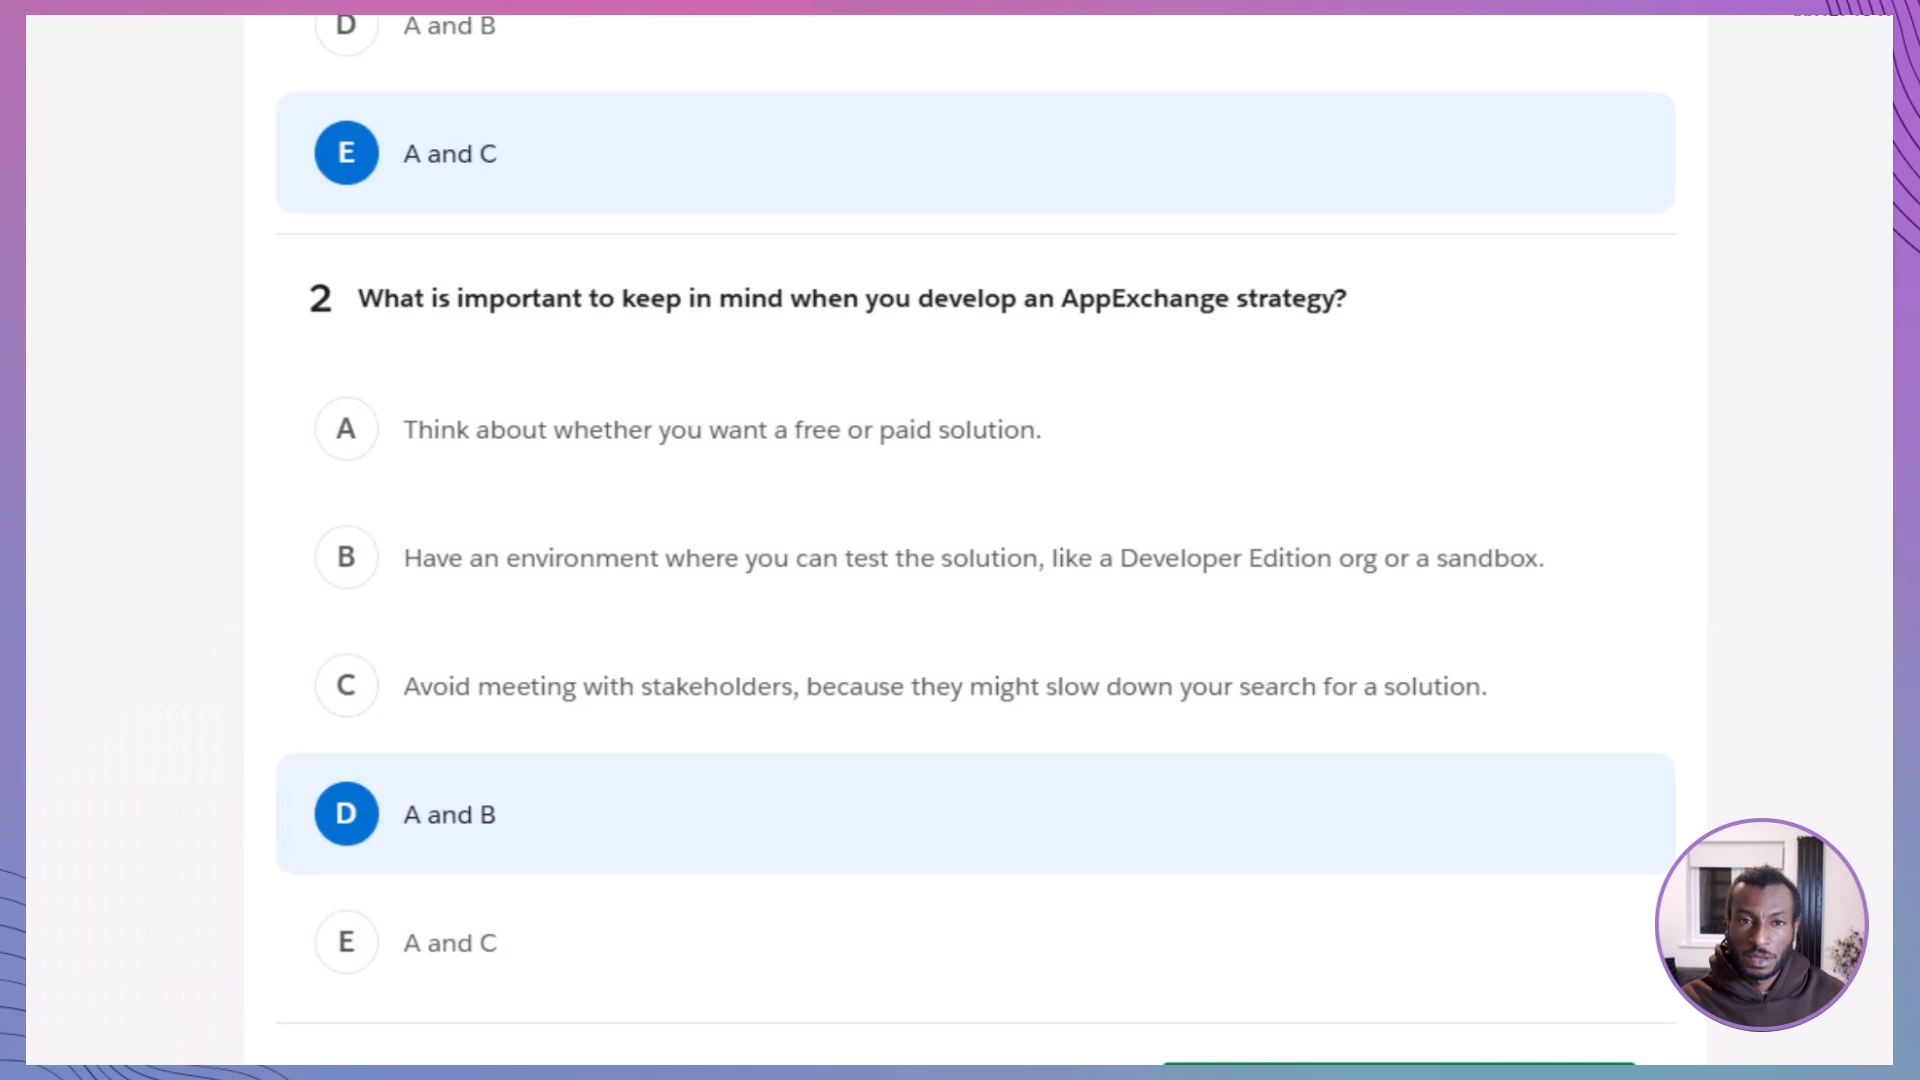 D A and B
E A and C
2 What is important to keep in mind when you develop an AppExchange strategy?
A Think about whether you want a free or paid solution.
B Have an environment where you can test the solution, like a Developer Edition org or a sandbox.
C Avoid meeting with stakeholders, because they might slow down your search for a solution.
D A and B
E A and C